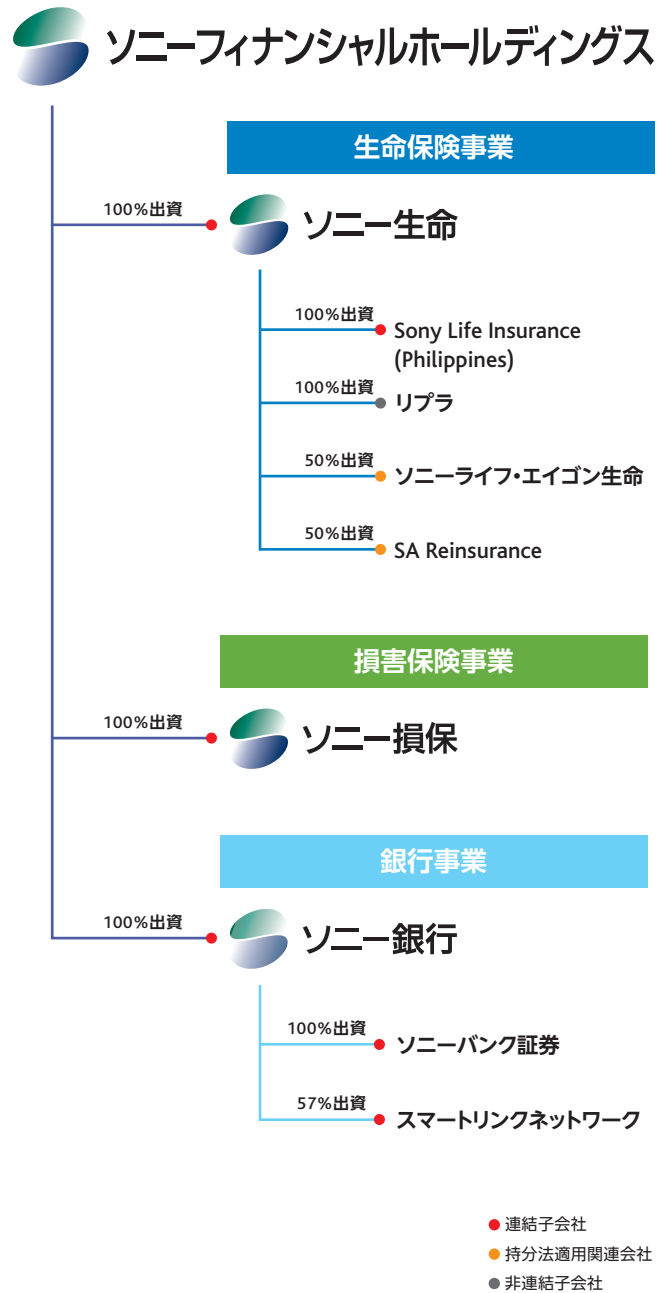 ソニーフィナンシャルホールディングス
生命保険事業
100%出資
ソニー生命
100%出資
Sony Life Insurance
(Philippines)
100%出資
リプラ
50%出資
ソニーライフ・エイゴン生命
50%出資
SA Reinsurance
損害保険事業
100%出資
ソニー損保
銀行事業
100%出資
ソニー銀行
100%出資
ソニーバンク証券
57%出資
スマートリンクネットワーク
連結子会社
持分法適用関連会社
非連結子会社